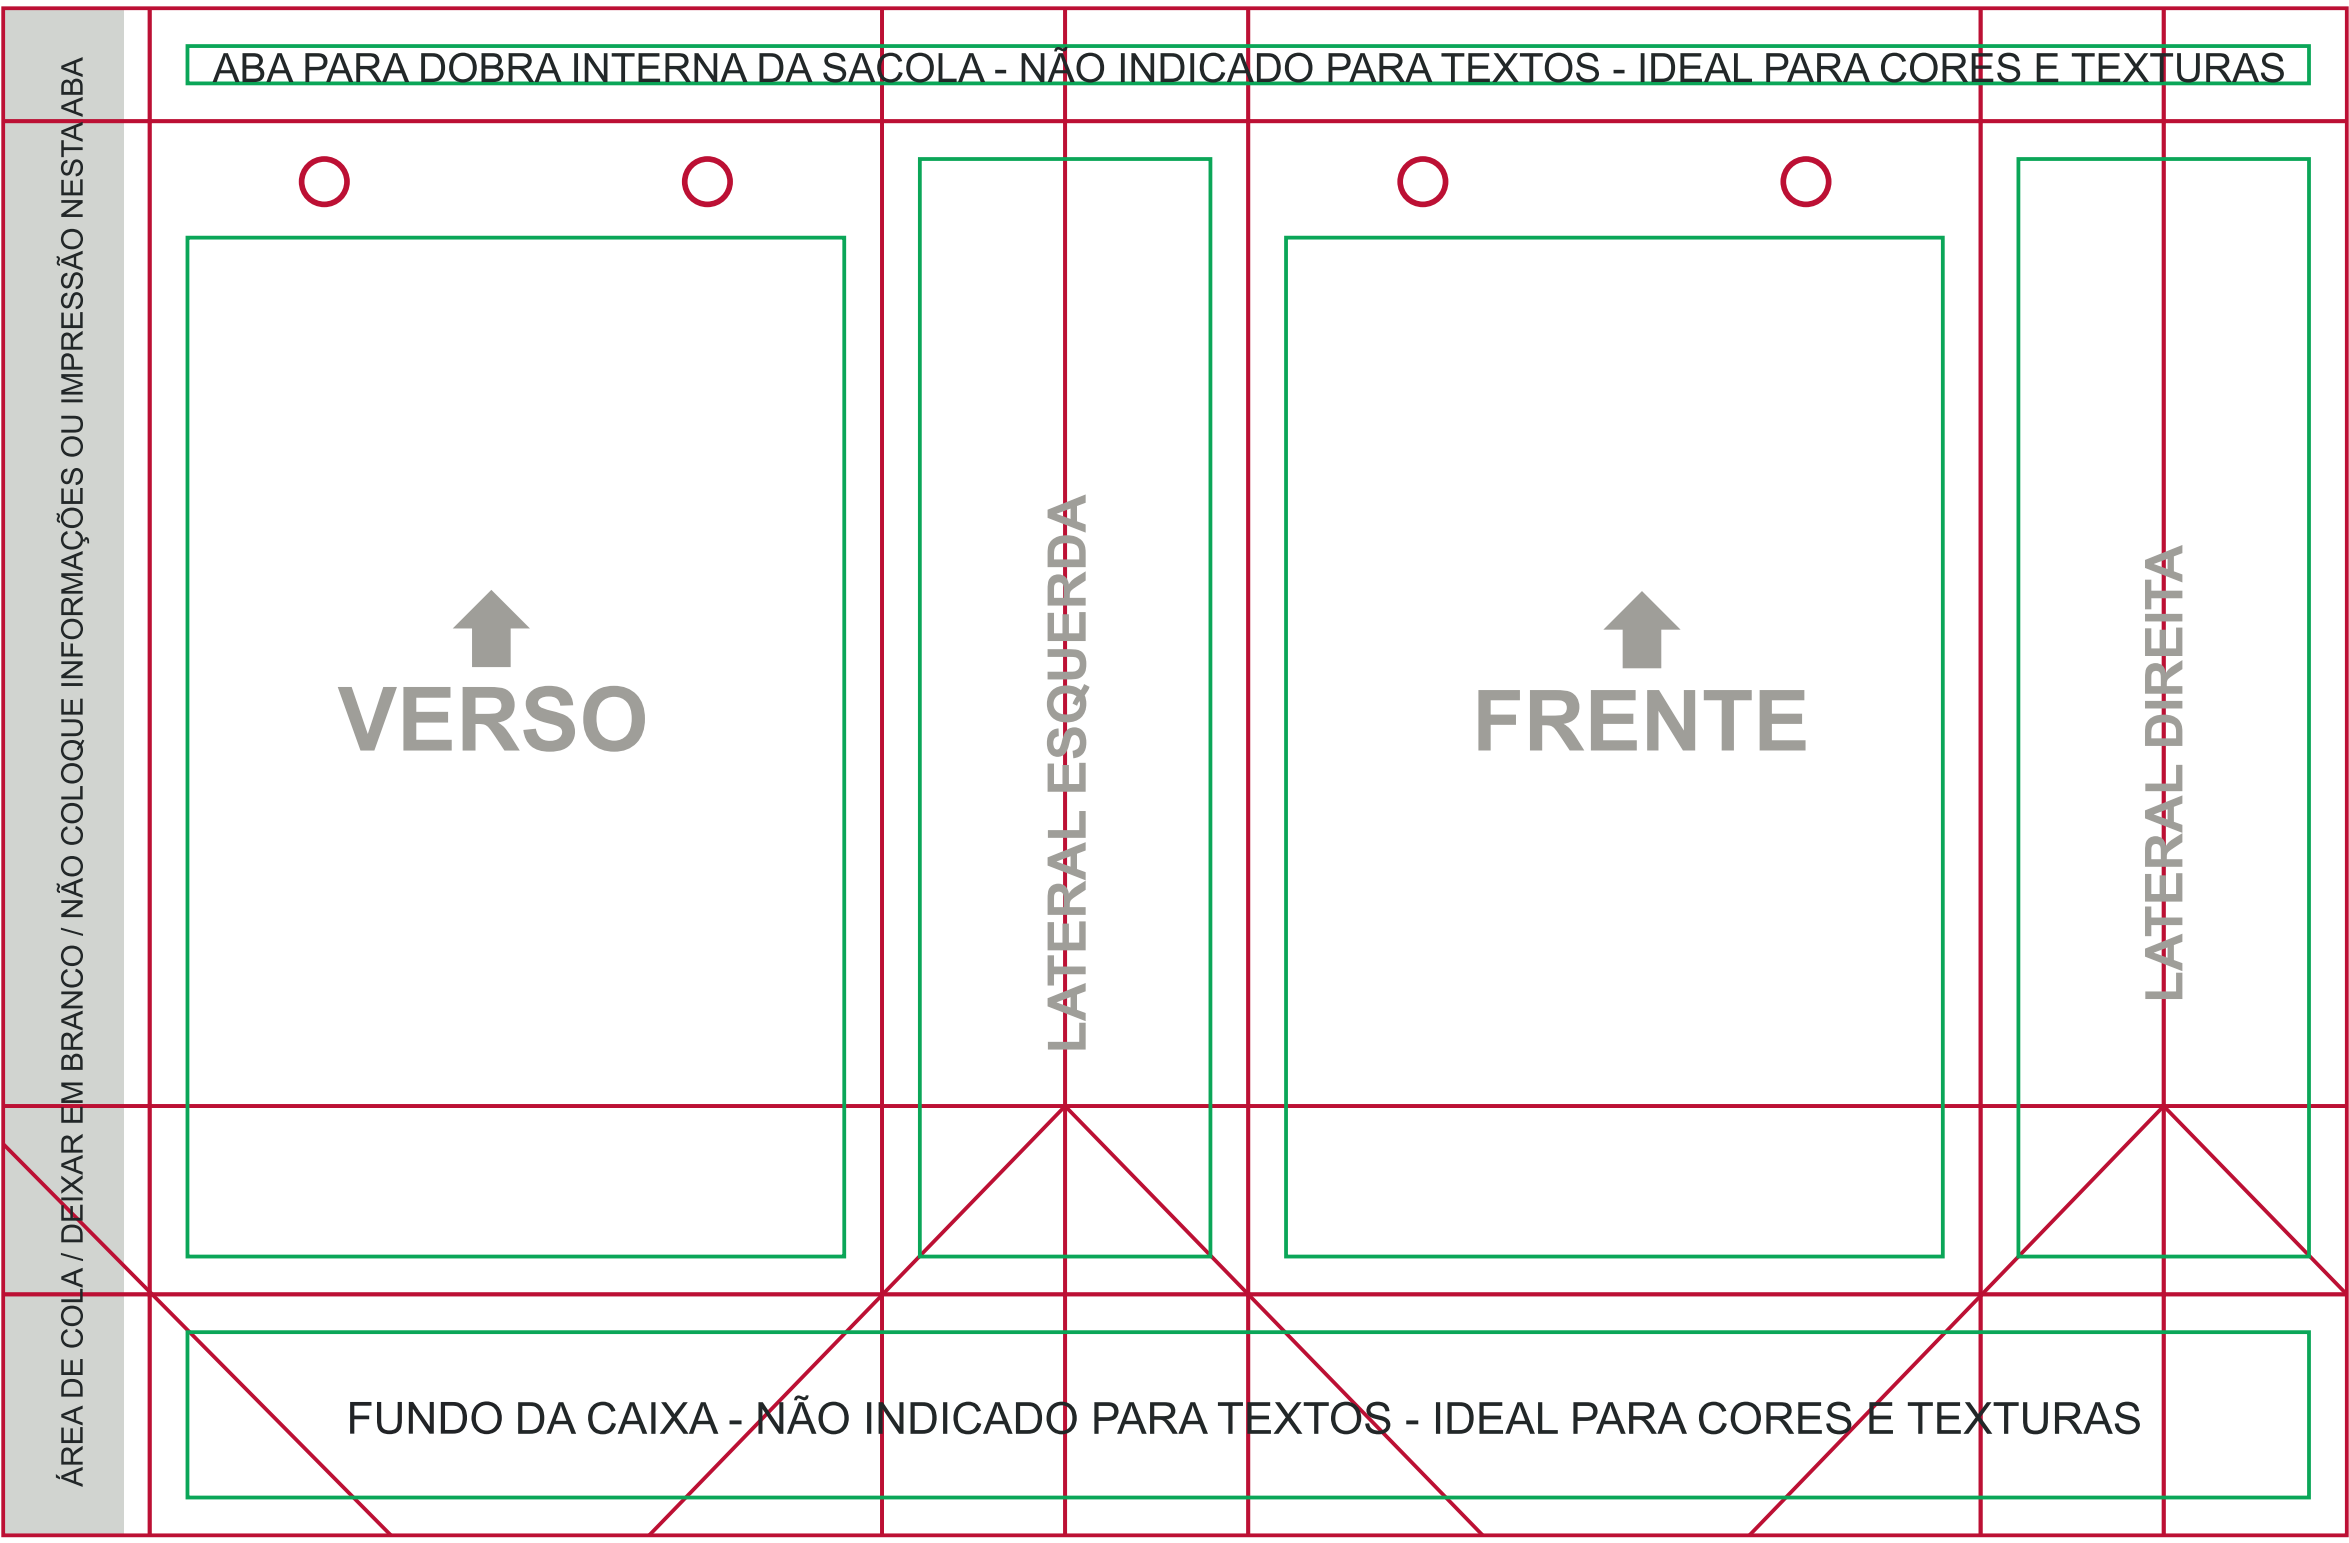 ABA PARA DOBRA INTERNA DA SACOLA - NÃO INDICADO PARA TEXTOS - IDEAL PARA CORES E TEXTURAS
ÁREA DE COLA / DEIXAR EM BRANCO / NÃO COLOQUE INFORMAÇÕES OU IMPRESSÃO NESTA ABA
VERSO
LATERAL ESQUERDA
FRENTE
LATERAL DIREITA
FUNDO DA CAIXA - NÃO INDICADO PARA TEXTOS - IDEAL PARA CORES E TEXTURAS